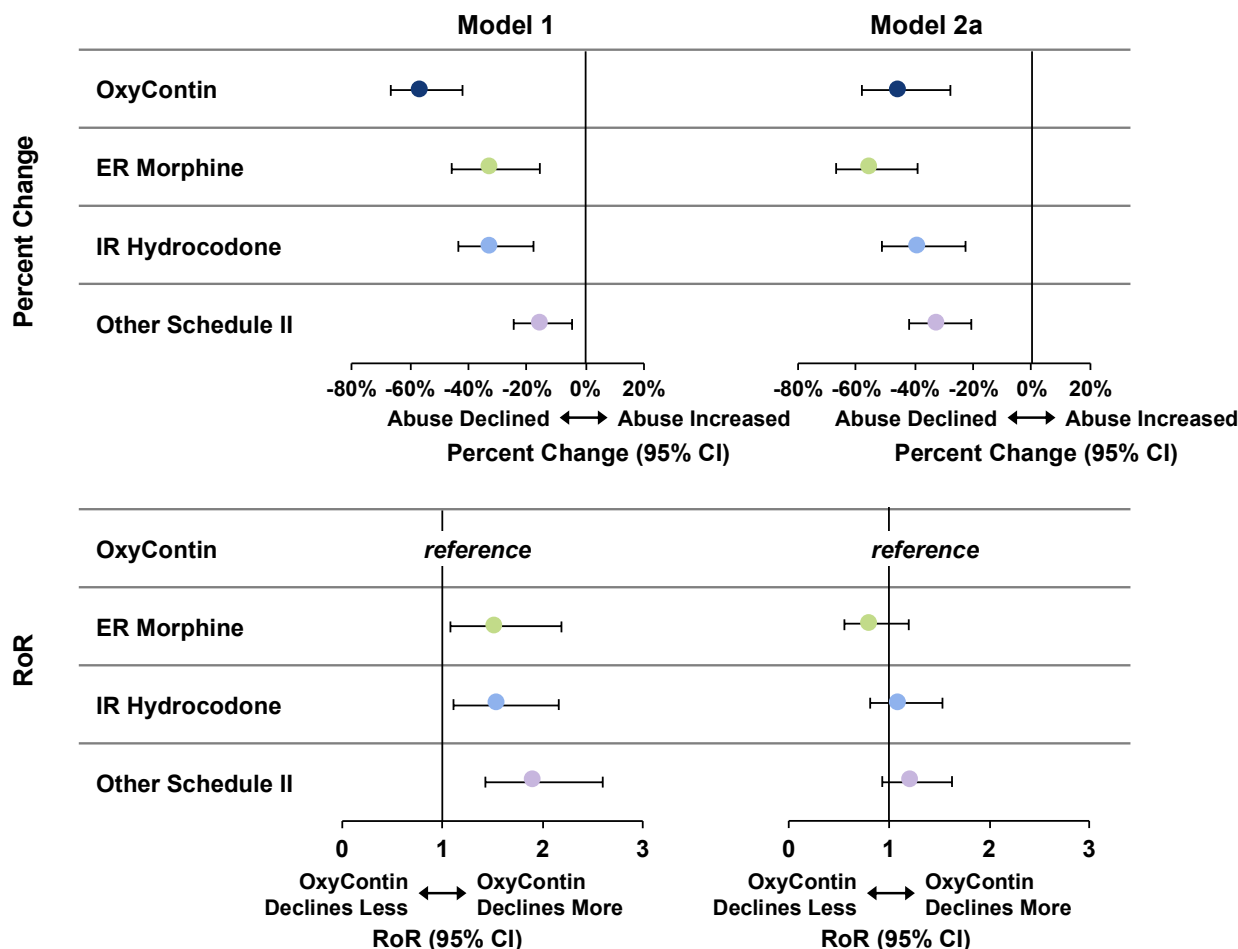 Model 1 Model 2a
Percent Change
OxyContin
ER Morphine
IR Hydrocodone
Other Schedule II
-80% -60% -40% -20% 0% 20% -80% -60% -40% -20% 0% 20%
Abuse Declined Abuse Increased Abuse Declined Abuse Increased
Percent Change (95% CI) Percent Change (95% CI)
RoR
OxyContin reference reference
ER Morphine
IR Hydrocodone
Other Schedule II
0 1 2 3 0 1 2 3
OxyContin OxyContin OxyContin OxyContin
Declines Less Declines More Declines Less Declines More
RoR (95% CI) RoR (95% CI)